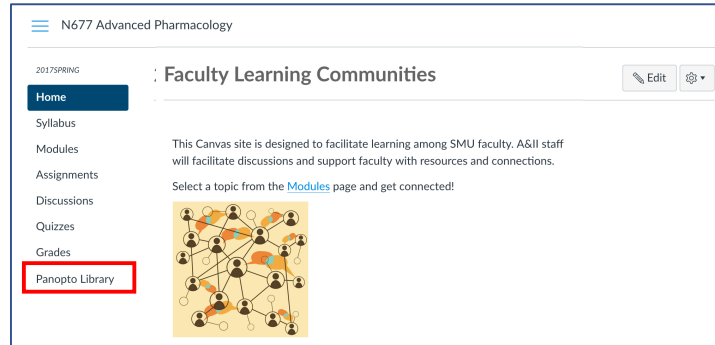 N677 Advanced Pharmacology
2017SPRING
Home
Syllabus
Modules
Assignments
Discussions
Quizzes
Grades
Panopto Library
Faculty Learning Communities
Edit
This Canvas site is designed to facilitate learning among SMU faculty. A&II staff
will facilitate discussions and support faculty with resources and connections.
Select a topic from the Modules page and get connected!